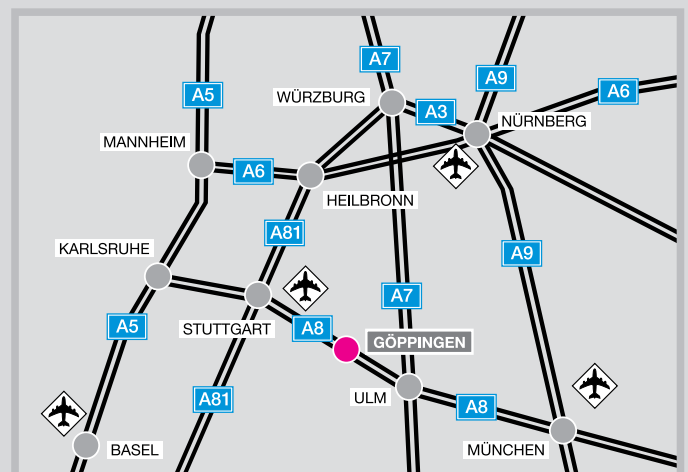 A7
A9
A5
WÜRZBURG
A3
A6
NÜRNBERG
MANNHEIM
A6
HEILBRONN
A81
KARLSRUHE
A9
A7
A5
STUTTGART
A8
GÖPPINGEN
A81
ULM
A8
BASEL
MÜNCHEN